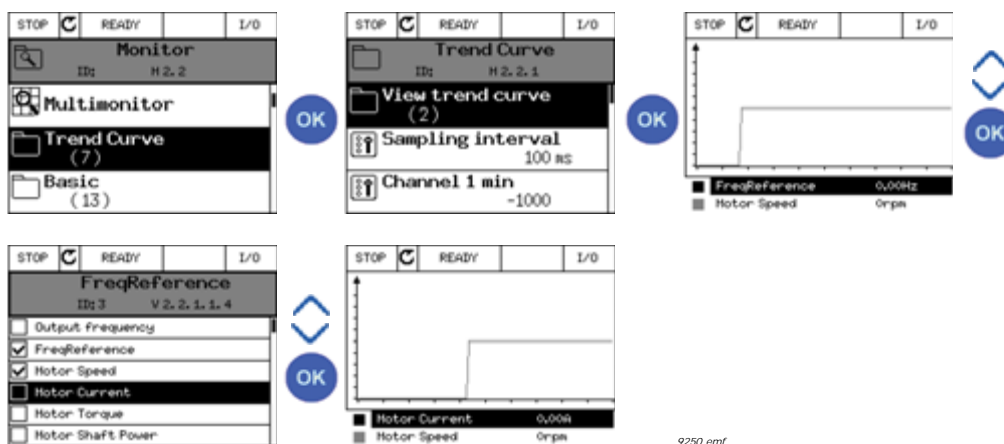 STOP READY I/O
Monitor
ID: M2.2
Multimonitor
Trend Curve
(7)
Basic
(13)
OK
STOP READY I/O
Trend Curve
ID: M2.2.1
View trend curve
(2)
Sampling interval
100 ms
Channel 1 min
-1000
OK
STOP READY I/O
FreqReference 0,00Hz
Motor Speed 0rpm
OK
STOP READY I/O
FreqReference
ID:3 V2.2.1.1.4
Output frequency
FreqReference
Motor Speed
Motor Current
Motor Torque
Motor Shaft Power
OK
STOP READY I/O
Motor Current 0,00A
Motor Speed 0rpm
9250.emf